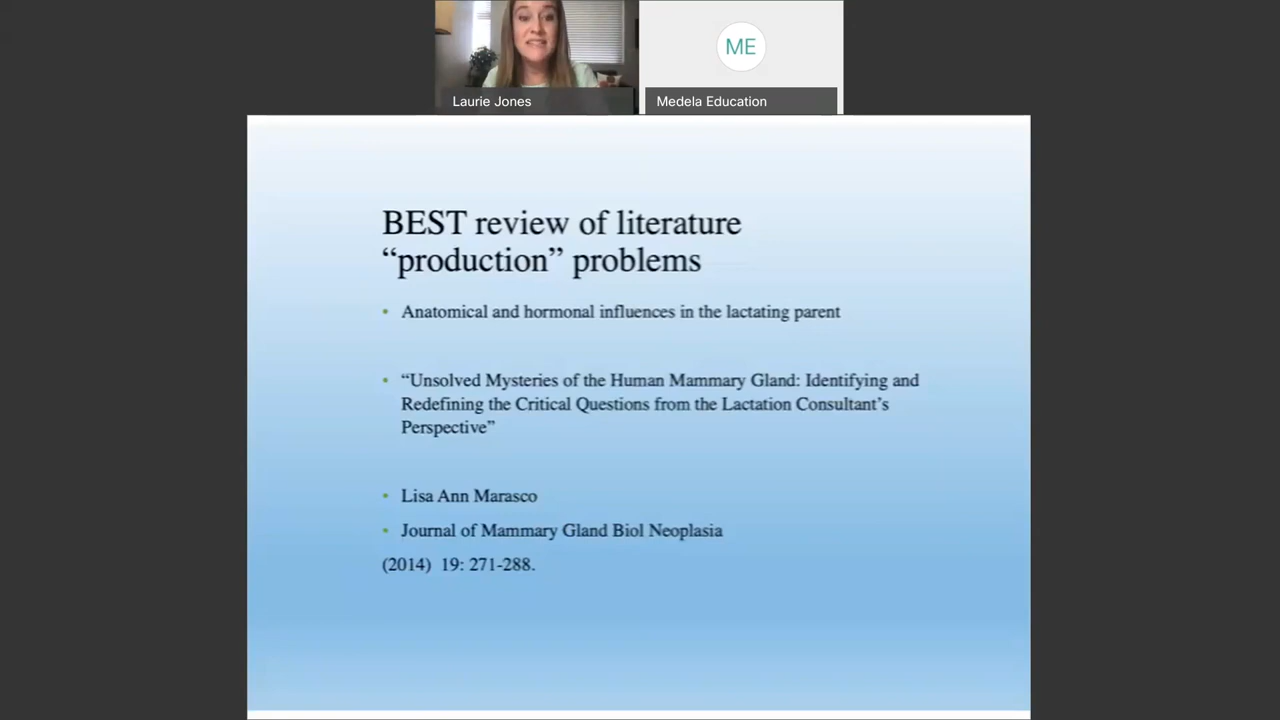 ME
Laurie Jones
Medela Education
BEST review of literature
“production” problems
• Anatomical and hormonal influences in the lactating parent
• “Unsolved Mysteries of the Human Mammary Gland: Identifying and
Redefining the Critical Questions from the Lactation Consultant’s
Perspective”
• Lisa Ann Marasco
• Journal of Mammary Gland Biol Neoplasia
(2014) 19: 271-288.